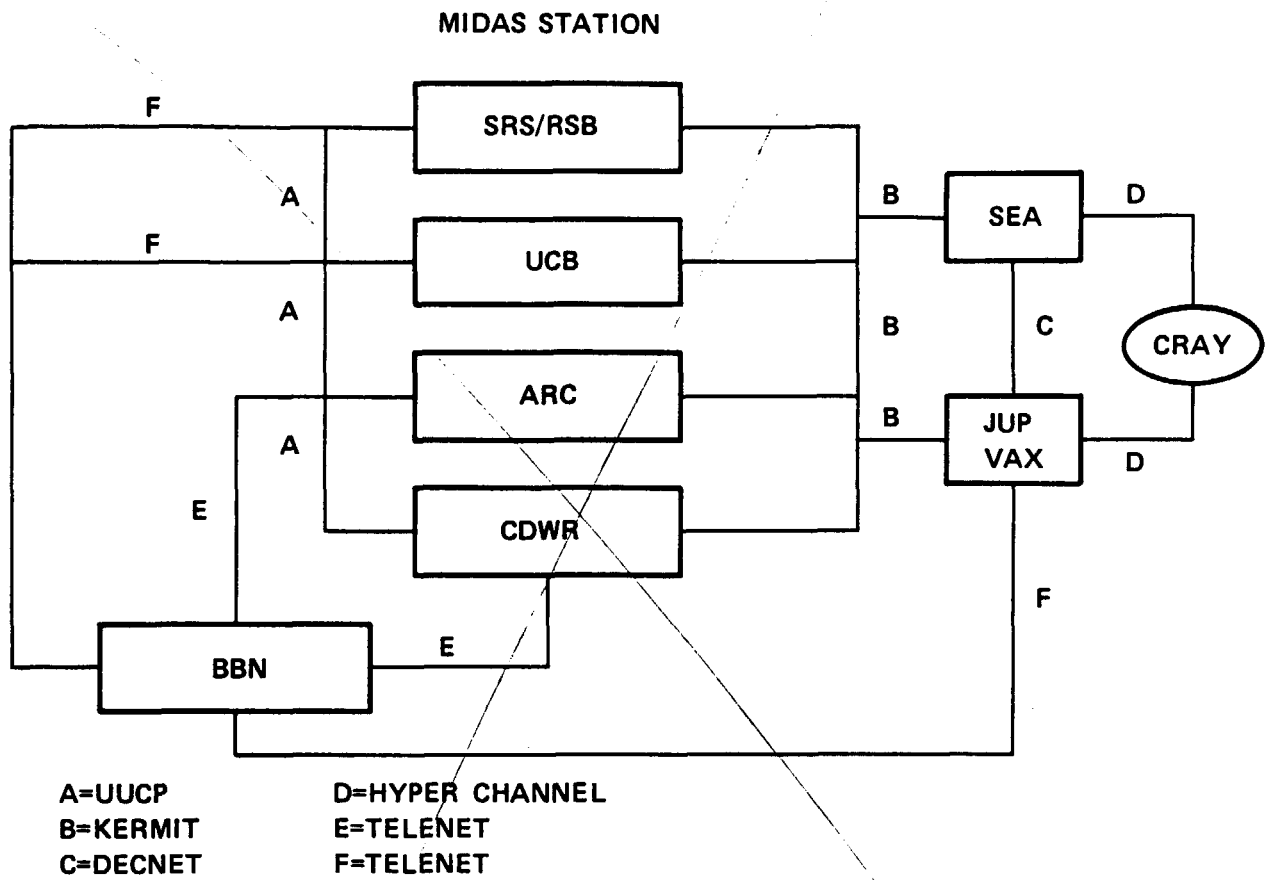 MIDAS STATION
F
SRS/RSB
A
B
SEA
D
F
UCB
A
B
C
CRAY
ARC
A
B
JUP
VAX
D
E
CDWR
F
BBN
E
A=UUCP
D=HYPER CHANNEL
B=KERMIT
E=TELENET
C=DECNET
F=TELENET